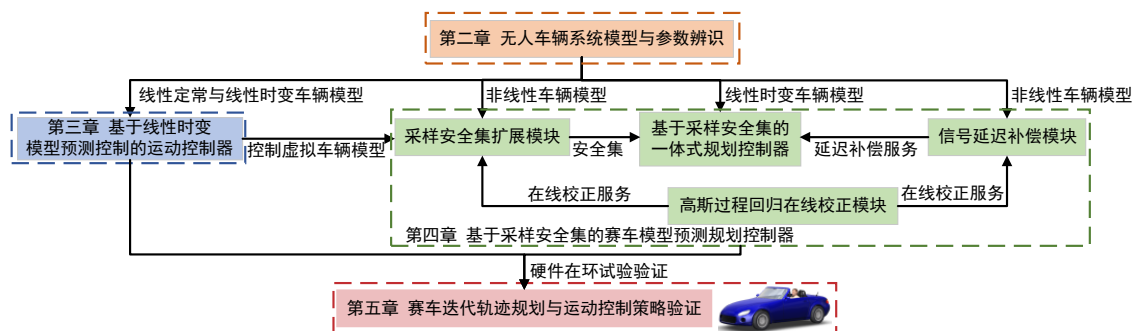 第二章 无人车辆系统模型与参数辨识
线性定常与线性时变车辆模型
非线性车辆模型
线性时变车辆模型
非线性车辆模型
第三章 基于线性时变
模型预测控制的运动控制器
控制虚拟车辆模型
采样安全集扩展模块
安全集
基于采样安全集的
一体式规划控制器
延迟补偿服务
信号延迟补偿模块
在线校正服务
高斯过程回归在线校正模块
在线校正服务
第四章 基于采样安全集的赛车模型预测规划控制器
硬件在环试验验证
第五章 赛车迭代轨迹规划与运动控制策略验证